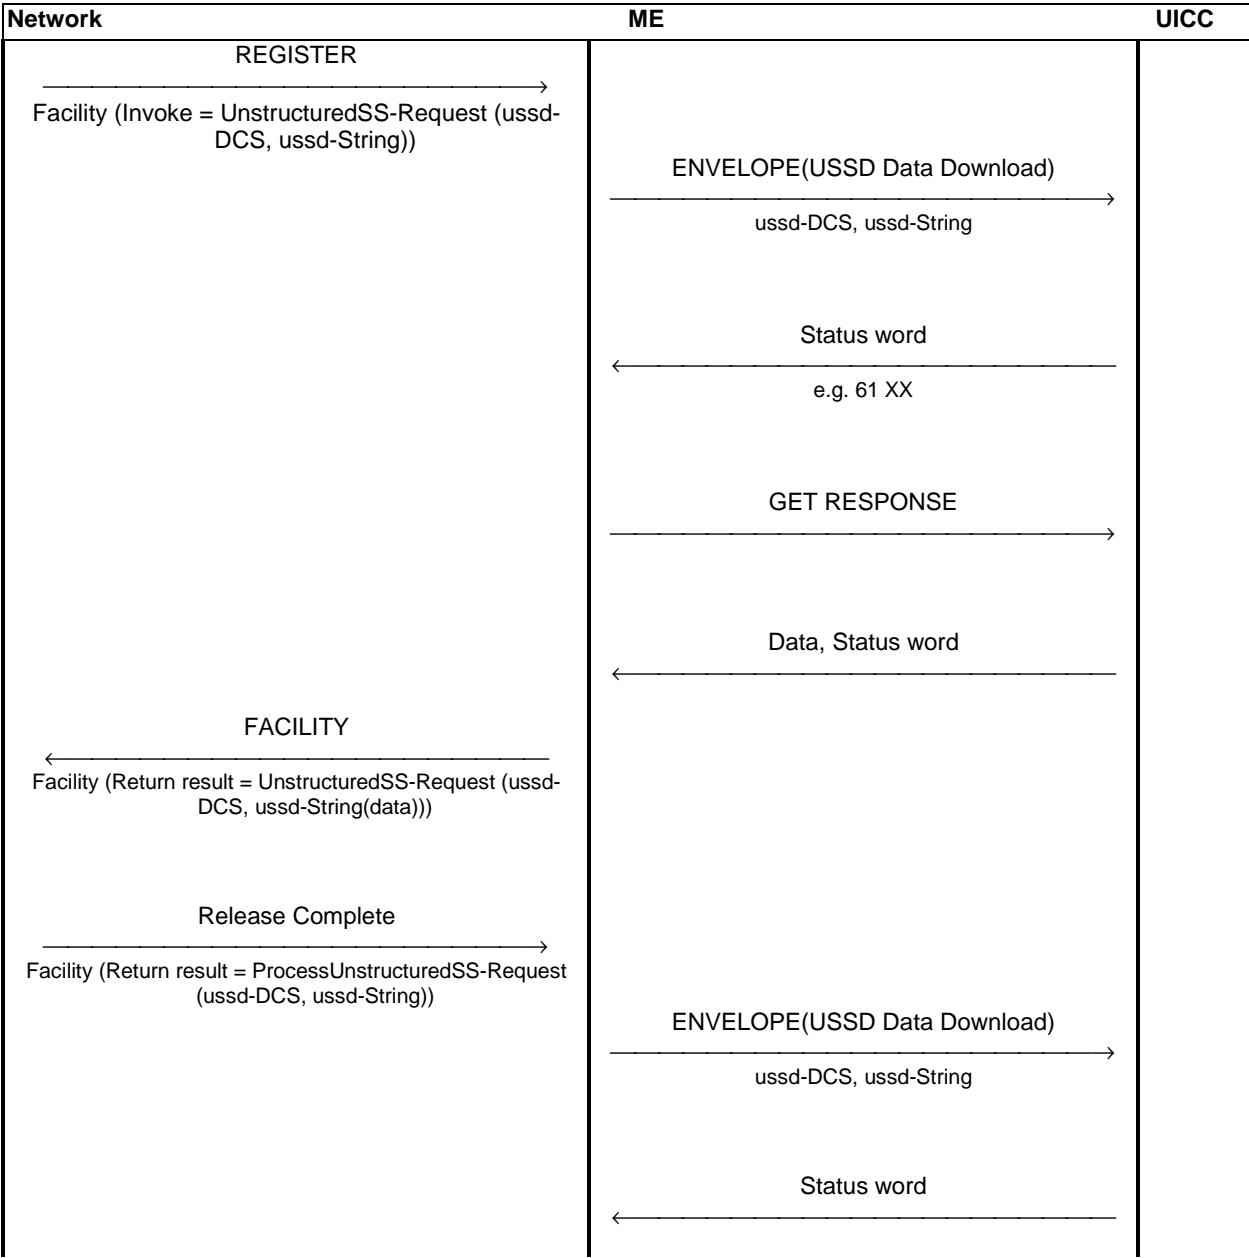 Network ME UICC
REGISTER
Facility (Invoke = UnstructuredSS-Request (ussd-
DCS, ussd-String))
ENVELOPE(USSD Data Download)
ussd-DCS, ussd-String
Status word
e.g. 61 XX
GET RESPONSE
Data, Status word
FACILITY
Facility (Return result = UnstructuredSS-Request (ussd-
DCS, ussd-String(data)))
Release Complete
Facility (Return result = ProcessUnstructuredSS-Request
(ussd-DCS, ussd-String))
ENVELOPE(USSD Data Download)
ussd-DCS, ussd-String
Status word